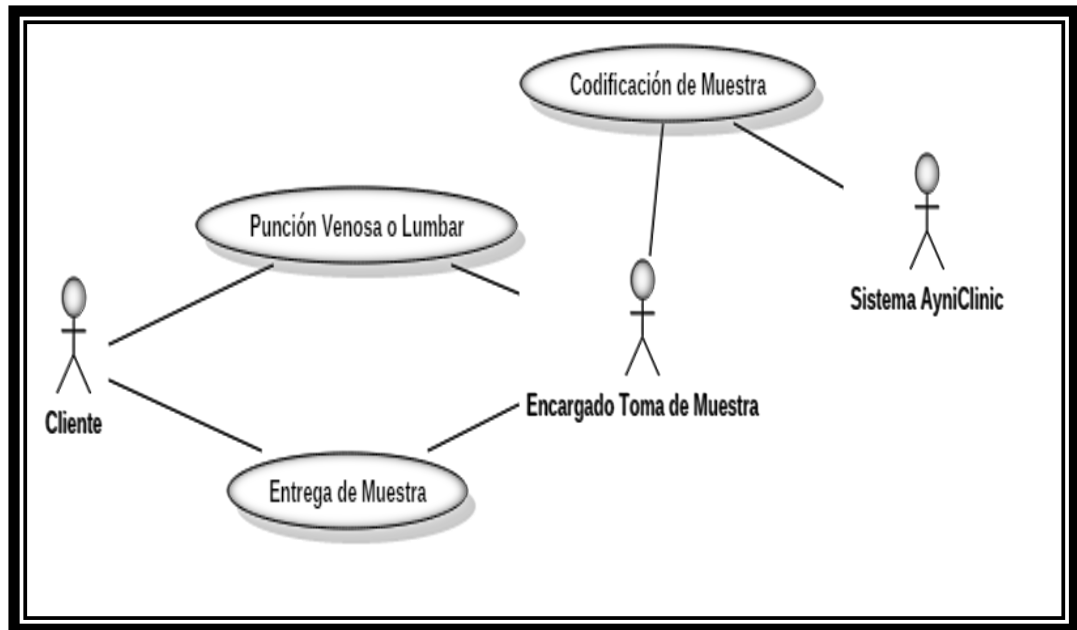 Codificación de Muestra
Punción Venosa o Lumbar
Sistema AyniClinic
Encargado Toma de Muestra
Cliente
Entrega de Muestra